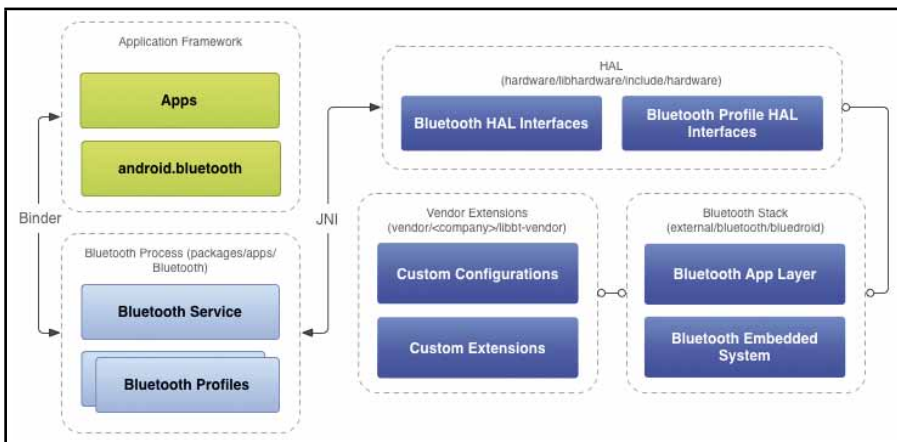 Application Framework
Apps
android.bluetooth
Binder
Bluetooth Process (packages/apps/
Bluetooth)
Bluetooth Service
Bluetooth Profiles
JNI
HAL
(hardware/libhardware/include/hardware)
Bluetooth HAL Interfaces
Bluetooth Profile HAL
Interfaces
Vendor Extensions
(vendor/<company>/libbt-vendor)
Custom Configurations
Custom Extensions
Bluetooth Stack
(external/bluetooth/bluedroid)
Bluetooth App Layer
Bluetooth Embedded
System